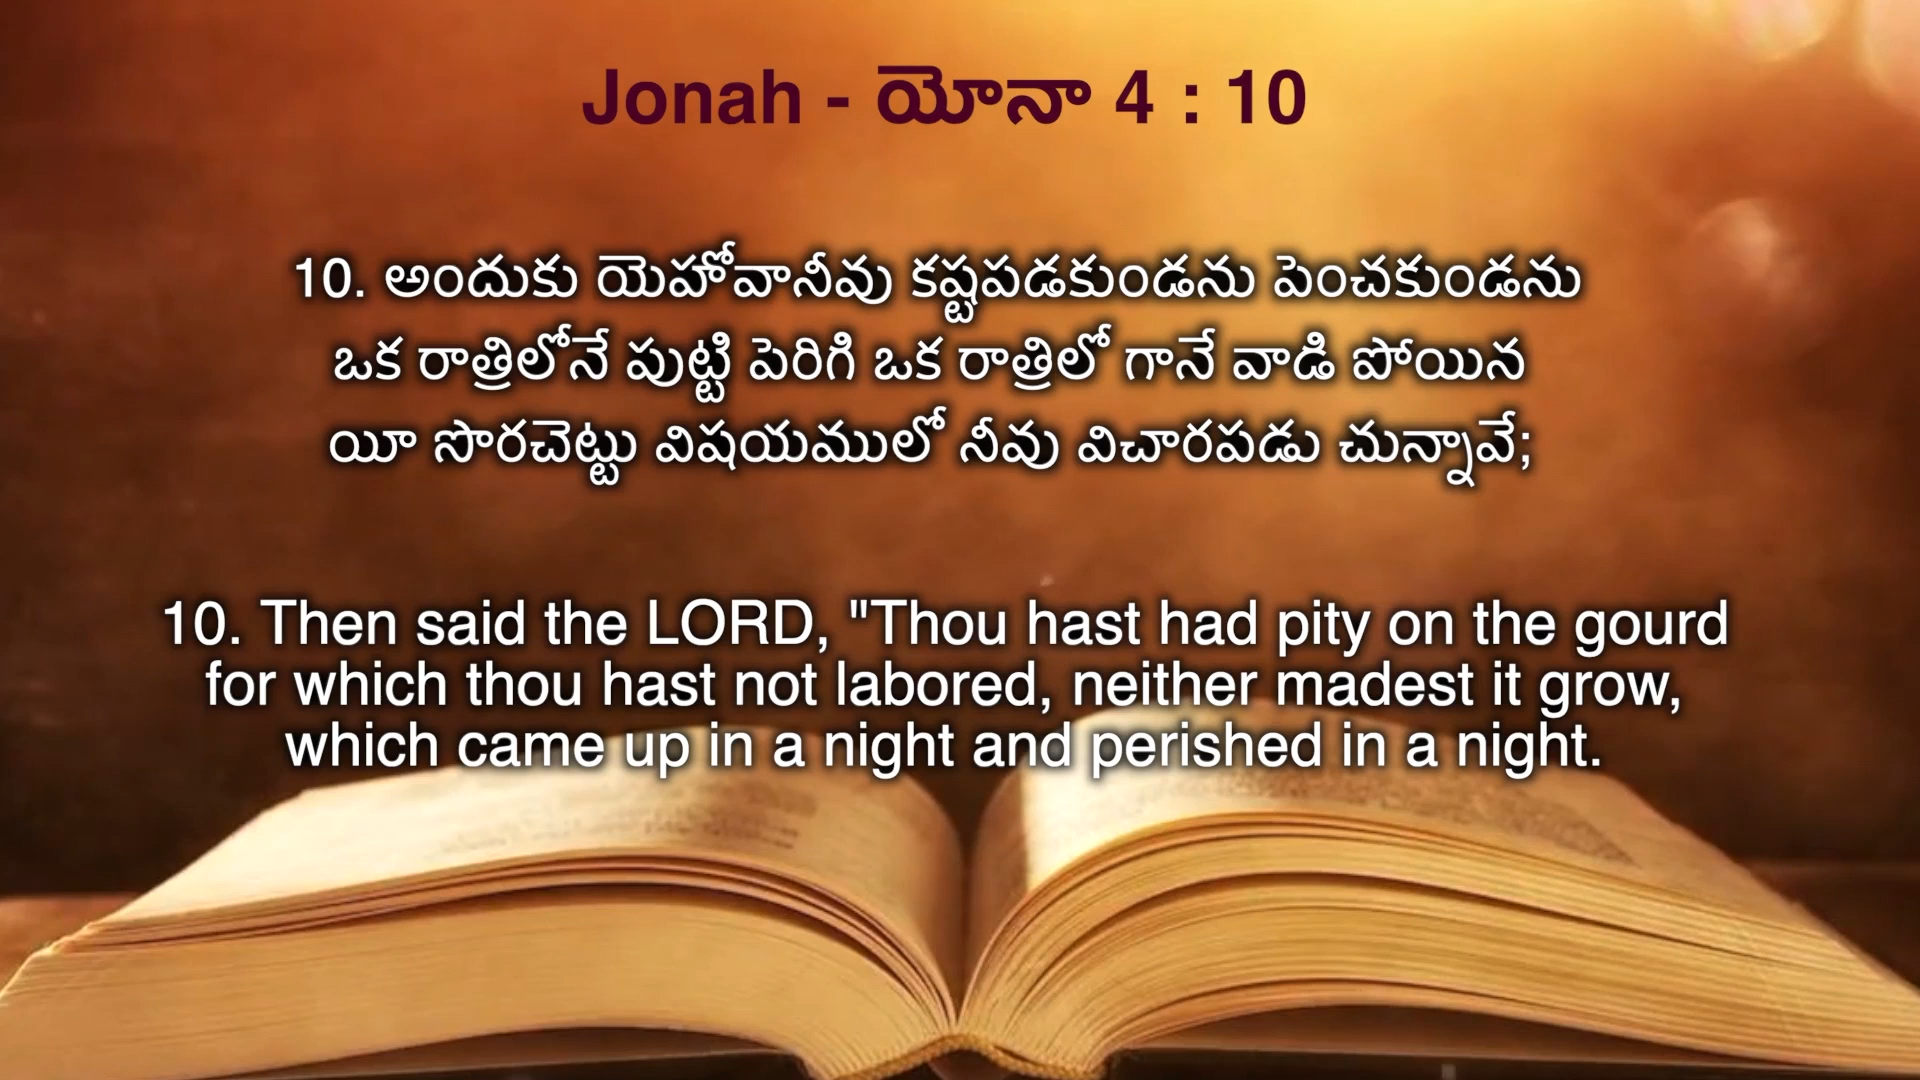 Jonah - యోనా 4 : 10
10. అందుకు యెహోవానీవు కష్టపడకుండను పెంచకుండను
ఒక రాత్రిలోనే పుట్టి పెరిగి ఒక రాత్రిలో గానే వాడి పోయిన
యీ సొరచెట్టు విషయములో నీవు విచారపడు చున్నావే;
10. Then said the LORD, "Thou hast had pity on the gourd
for which thou hast not labored, neither madest it grow,
which came up in a night and perished in a night.